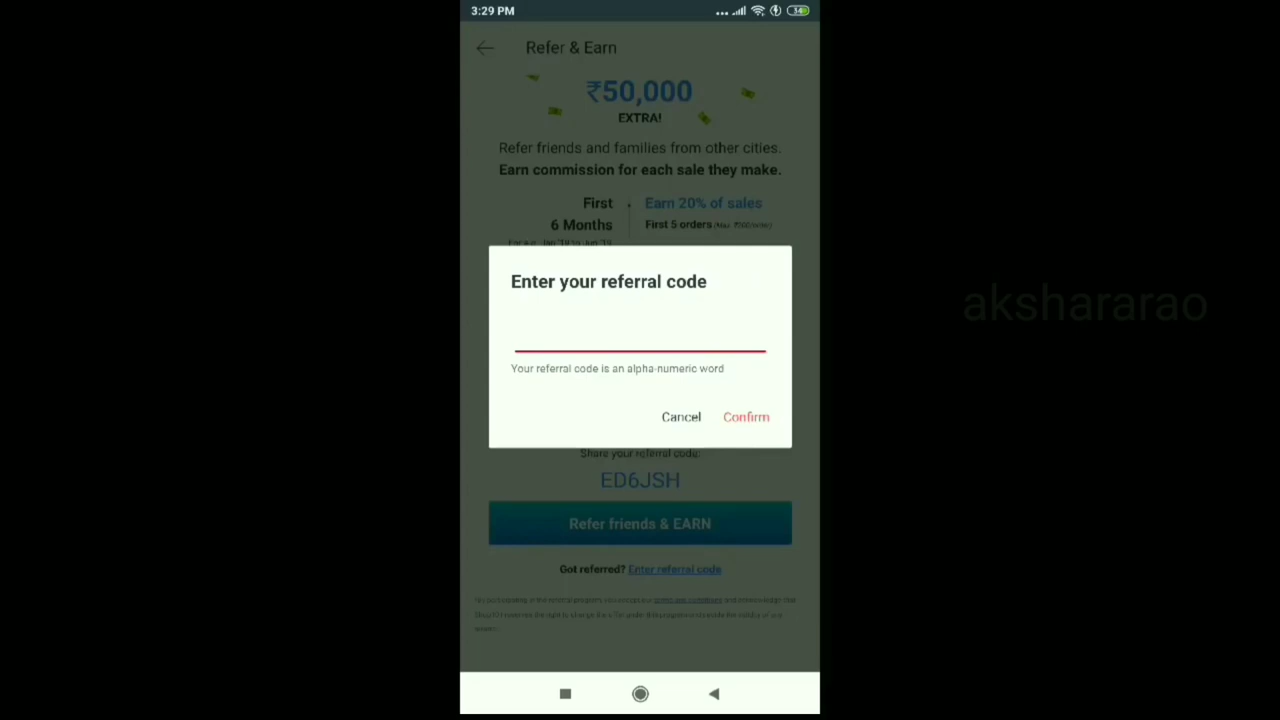 3:29 PM
Refer & Earn
₹50,000
EXTRA!
Refer friends and families from other cities.
Earn commission for each sale they make.
First
6 Months
Earn 20% of sales
First 5 orders
Enter your referral code
Your referral code is an alpha-numeric word
Cancel
Confirm
Share your referral code:
ED6JSH
Refer friends & EARN
Got referred? Enter referral code
akshararao